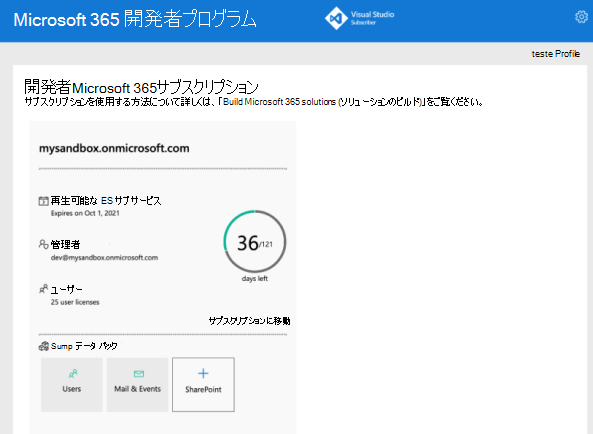 Microsoft 365 開発者プログラム
Visual Studio
Subscriber
teste Profile
開発者Microsoft 365サブスクリプション
サブスクリプションを使用する方法について詳しくは、「Build Microsoft 365 solutions (ソリューションのビルド)」をご覧ください。
mysandbox.onmicrosoft.com
再生可能な ESサブサービス
Expires on Oct 1, 2021
管理者
dev@mysandbox.onmicrosoft.com
36/121
days left
ユーザー
25 user licenses
サブスクリプションに移動
Sump データ パック
Users
Mail & Events
SharePoint